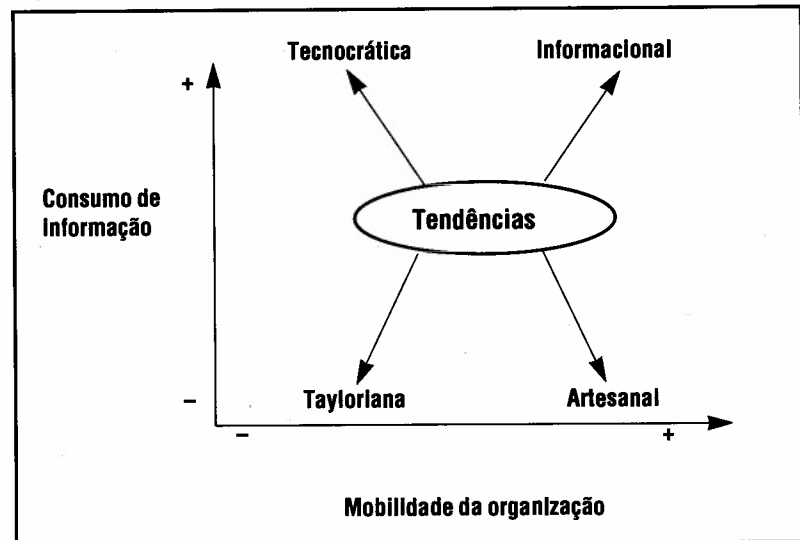 Tecnocrática Informacional
+
Consumo de
Informação
Tendências
− Tayloriana Artesanal
− +
Mobilidade da organização